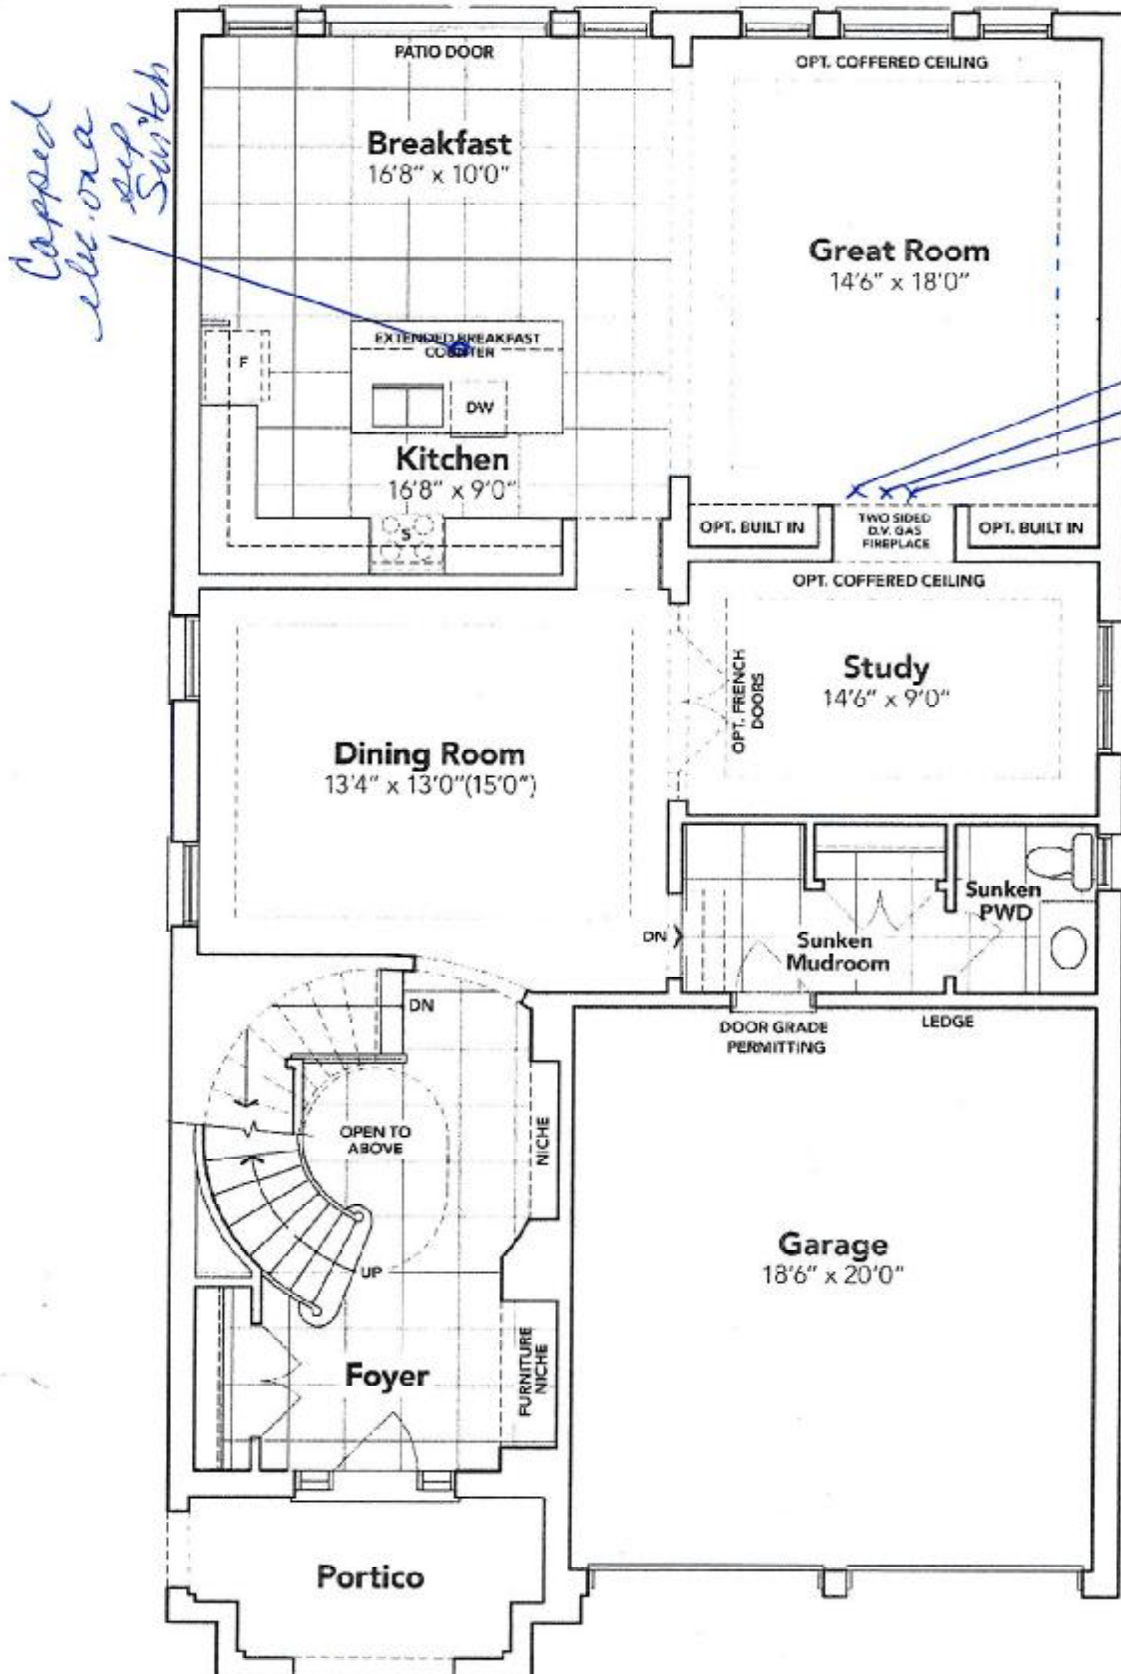 PATIO DOOR
OPT. COFFERED CEILING
Capped
elec. on a
sep
Switch
Breakfast
16'8" x 10'0"
Great Room
14'6" x 18'0"
EXTENDED BREAKFAST
COUNTER
F
DW
Kitchen
16'8" x 9'0"
S
OPT. BUILT IN
TWO SIDED
D.V. GAS
FIREPLACE
OPT. BUILT IN
OPT. COFFERED CEILING
Study
14'6" x 9'0"
OPT. FRENCH
DOORS
Dining Room
13'4" x 13'0"(15'0")
Sunken
PWD
DN
Sunken
Mudroom
DN
DOOR GRADE
PERMITTING
LEDGE
OPEN TO
ABOVE
NICHE
UP
Garage
18'6" x 20'0"
Foyer
FURNITURE
NICHE
Portico